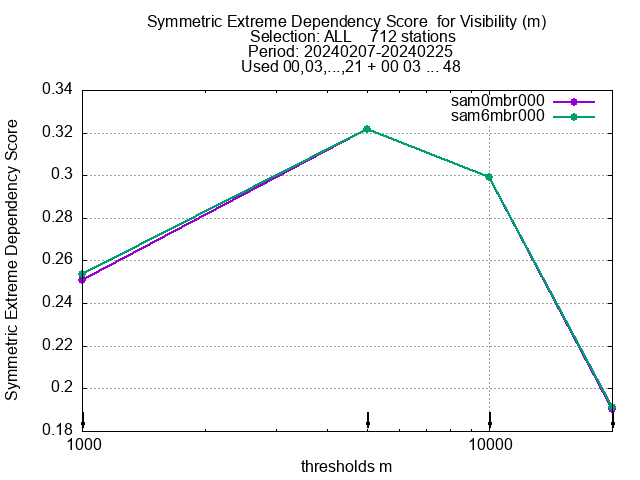 Symmetric Extreme Dependency Score  for Visibility (m)
Selection: ALL    712 stations
Period: 20240207-20240225
Used 00,03,...,21 + 00 03 ... 48
sam0mbr000
sam6mbr000
Symmetric Extreme Dependency Score
0.34
0.32
0.3
0.28
0.26
0.24
0.22
0.2
0.18
1000
10000
thresholds m